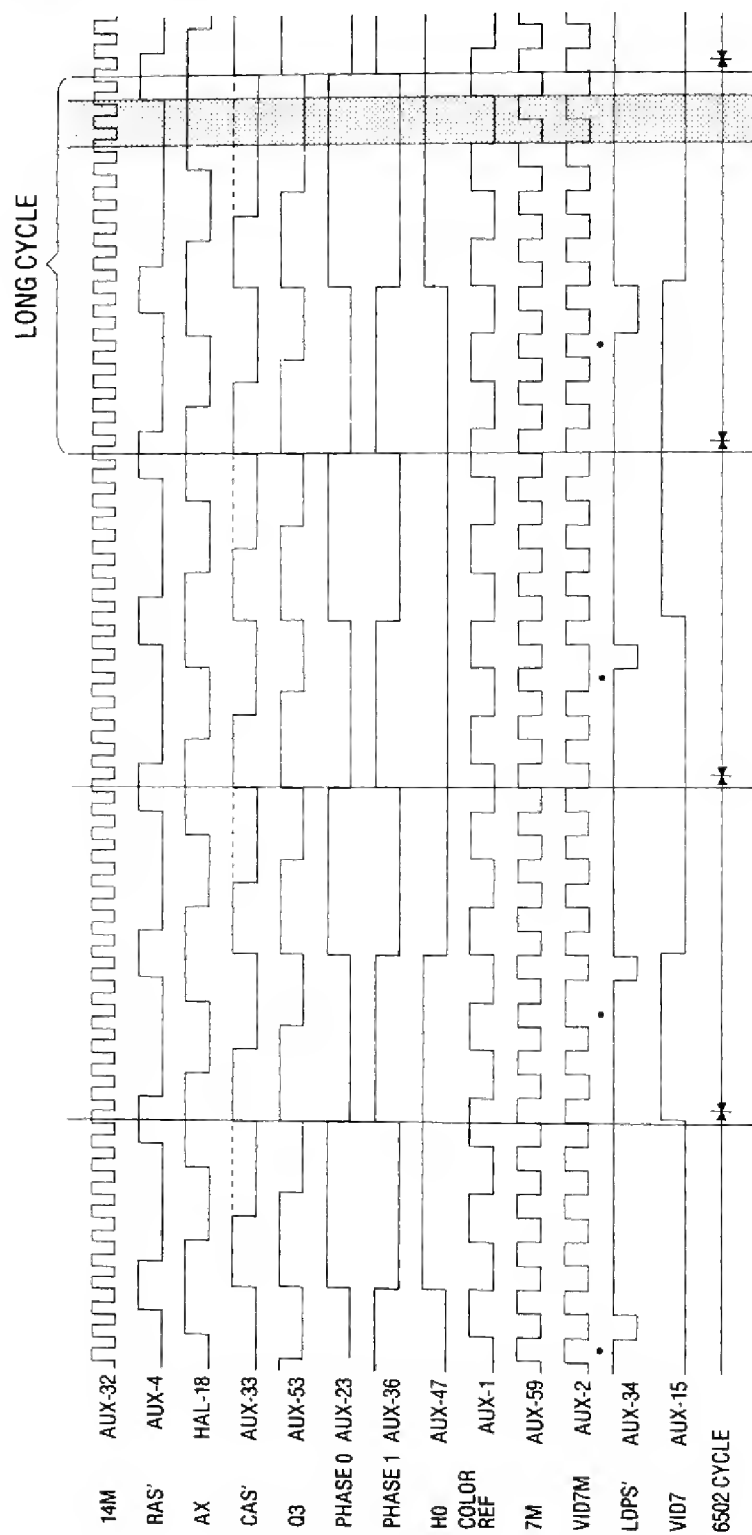 LONG CYCLE
14M AUX-32
RAS' AUX-4
AX HAL-18
CAS' AUX-33
Q3 AUX-53
PHASE 0 AUX-23
PHASE 1 AUX-36
H0 AUX-47
COLOR
REF AUX-1
7M AUX-59
VID7M AUX-2
LDPS' AUX-34
VID7 AUX-15
6502 CYCLE